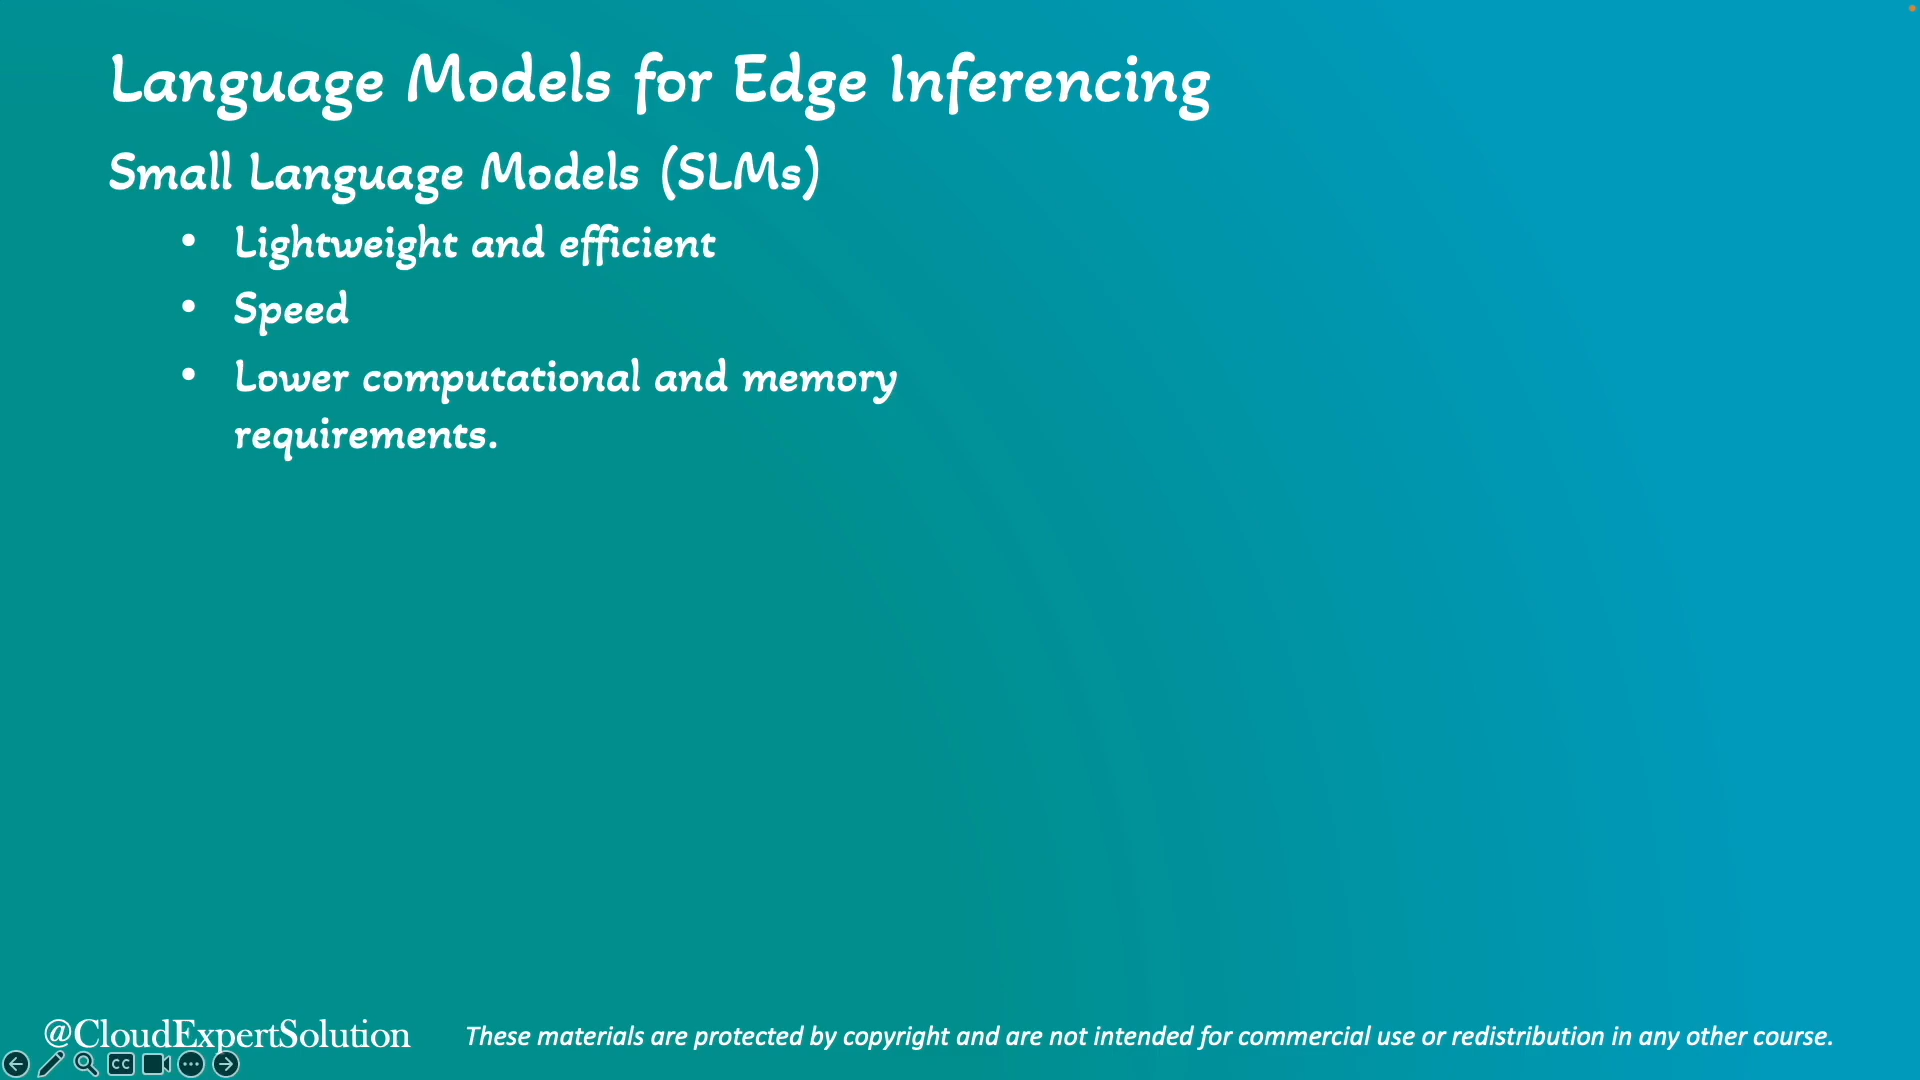 Language Models for Edge Inferencing
Small Language Models (SLMs)
• Lightweight and efficient
• Speed
• Lower computational and memory
requirements.
@CloudExpertSolution
These materials are protected by copyright and are not intended for commercial use or redistribution in any other course.
CC